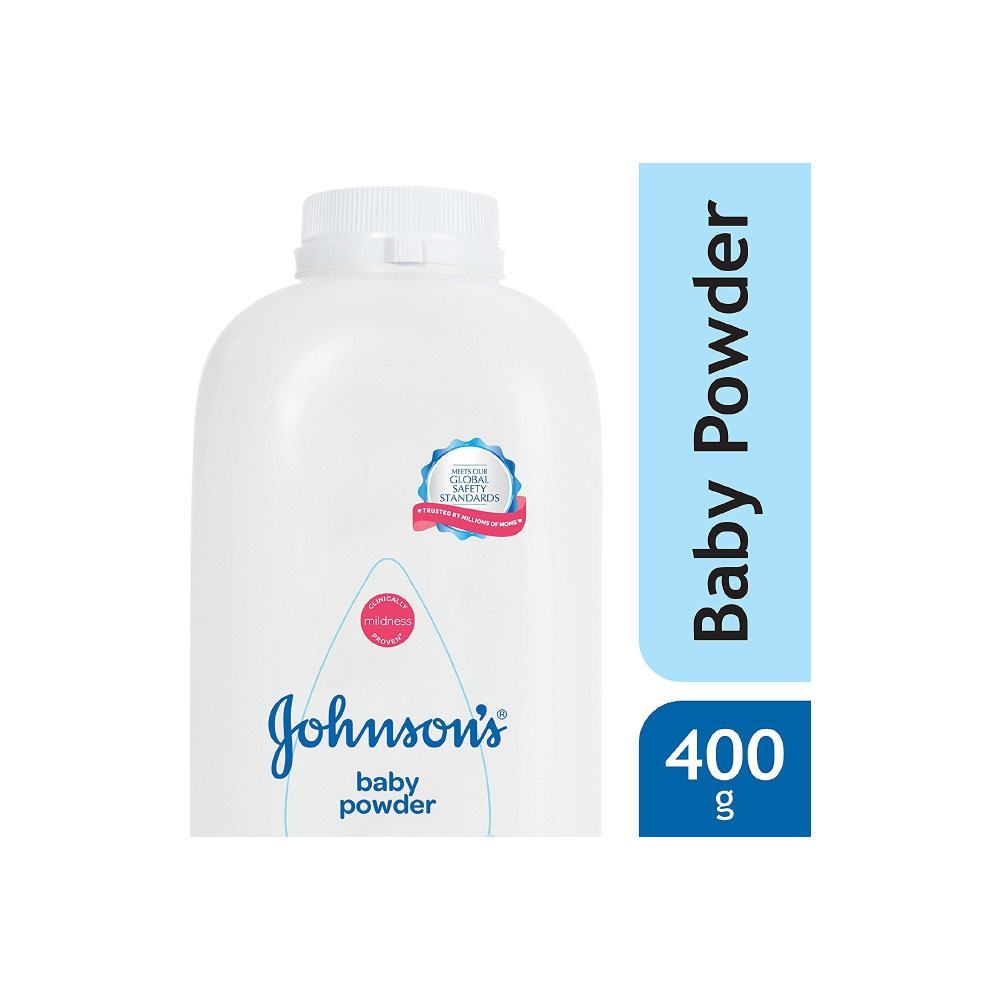 MEETS OUR
GLOBAL
SAFETY
STANDARDS
♥ TRUSTED BY MILLIONS OF MOMS ♥
CLINICALLY
mildness
PROVEN*
Johnson's®
baby
powder
Baby Powder
400
g